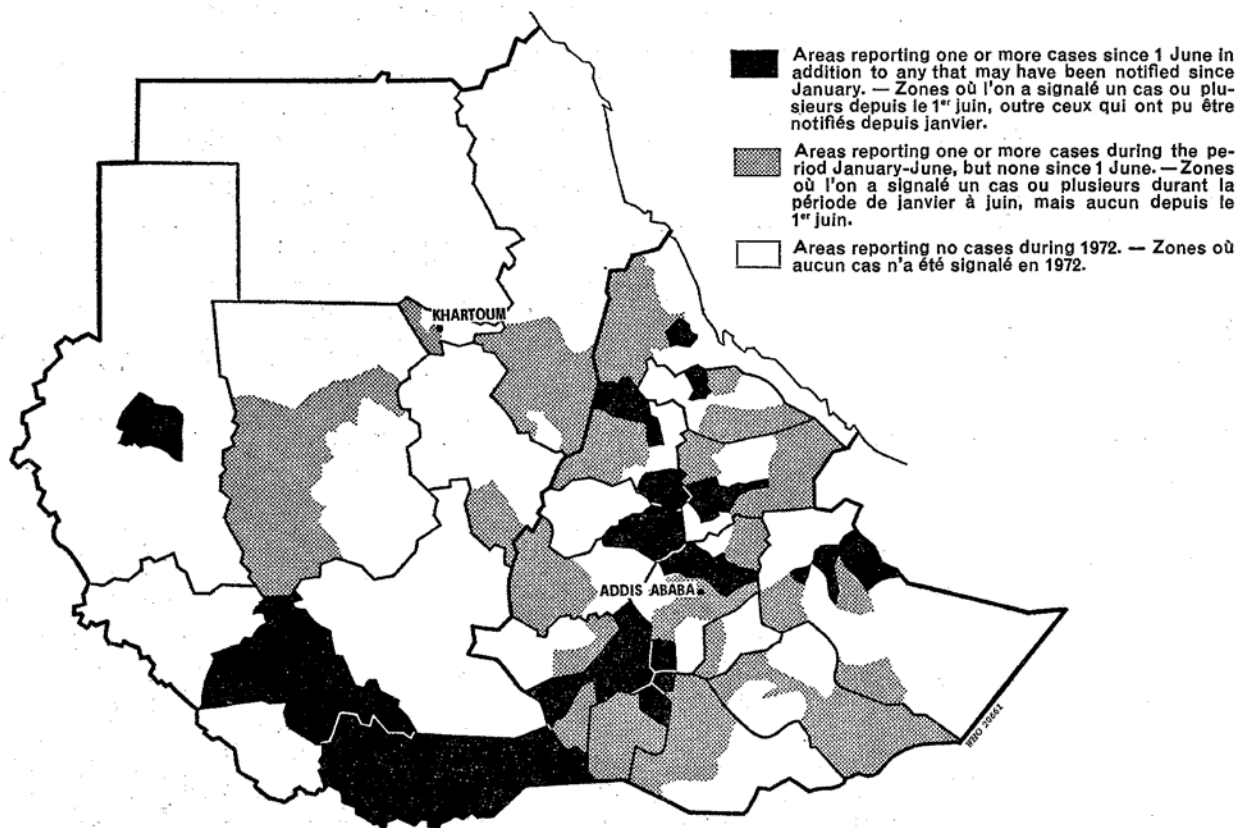 Areas reporting one or more cases since 1 June in
addition to any that may have been notified since
January. — Zones où l'on a signalé un cas ou plu-
sieurs depuis le 1er juin, outre ceux qui ont pu être
notifiés depuis janvier.
Areas reporting one or more cases during the pe-
riod January-June, but none since 1 June. — Zones
où l'on a signalé un cas ou plusieurs durant la
période de janvier à juin, mais aucun depuis le
1er juin.
Areas reporting no cases during 1972. — Zones où
aucun cas n'a été signalé en 1972.
KHARTOUM
ADDIS ABABA
WHO 20661